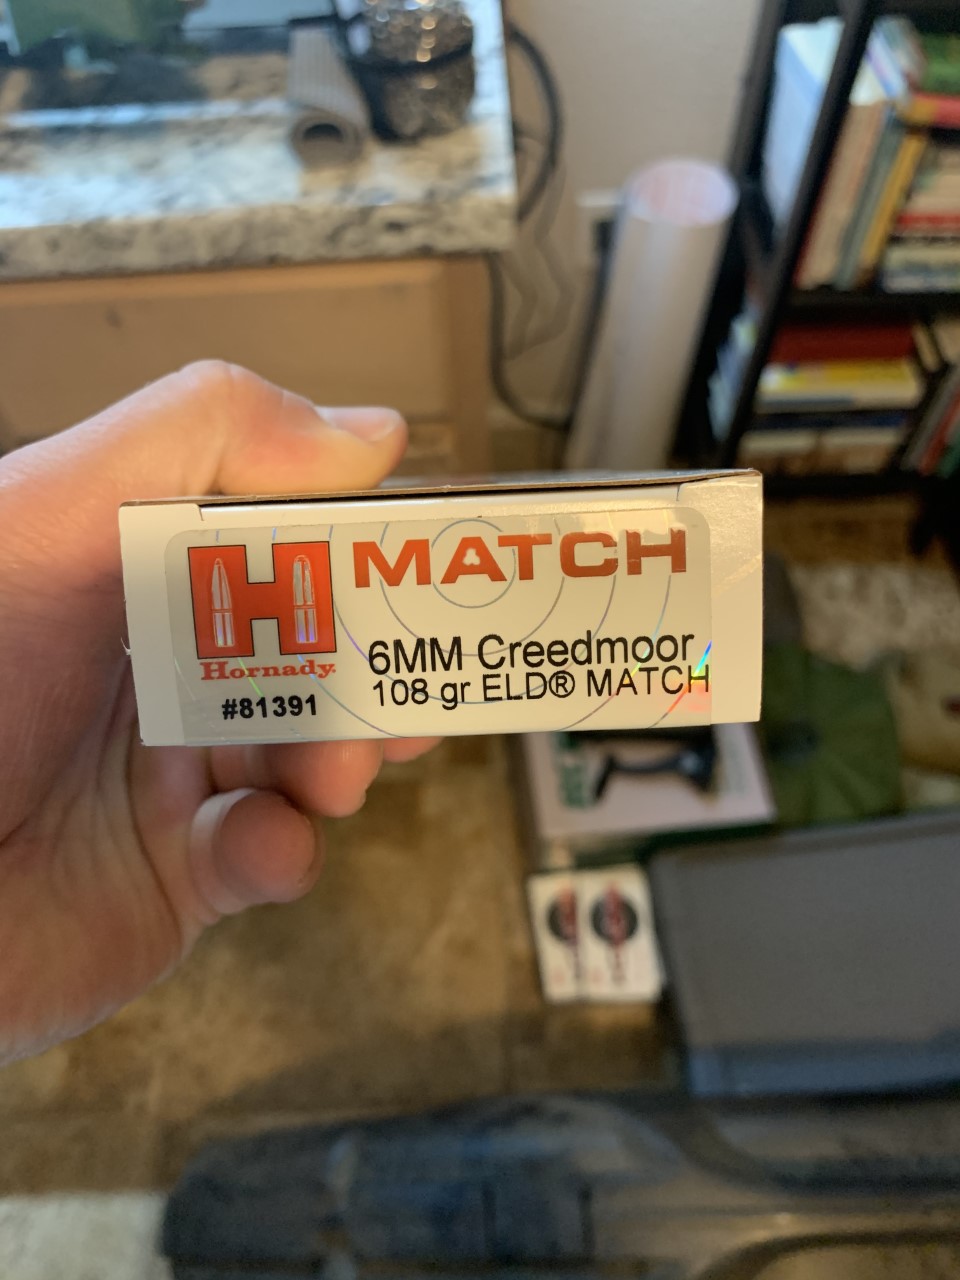 MATCH
6MM Creedmoor
108 gr ELD® MATCH
Hornady.
#81391